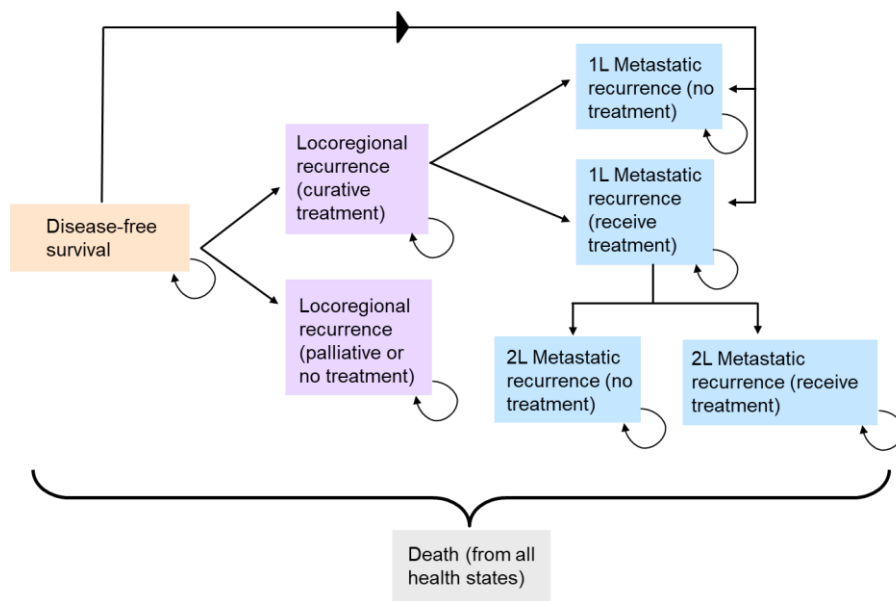 1L Metastatic
recurrence (no
treatment)
Locoregional
recurrence
(curative
treatment)
1L Metastatic
recurrence
(receive
treatment)
Disease-free
survival
Locoregional
recurrence
(palliative or
no treatment)
2L Metastatic
recurrence (no
treatment)
2L Metastatic
recurrence (receive
treatment)
Death (from all
health states)